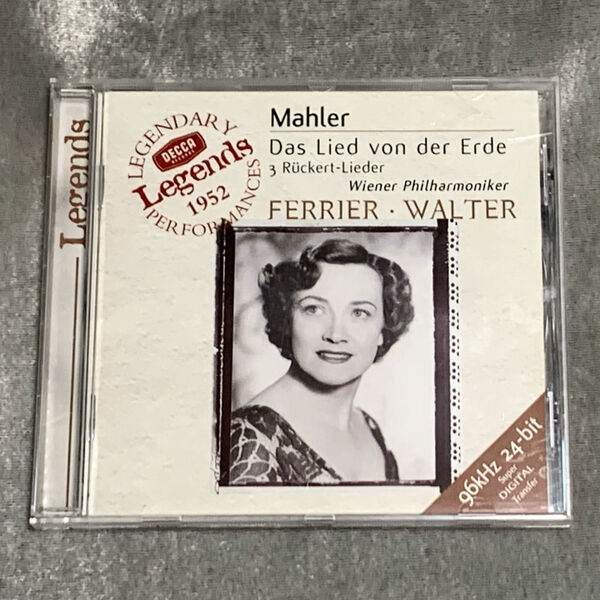 Legends
LEGENDARY
DECCA
RECORDS
Legends
1952
PERFORMANCES
Mahler
Das Lied von der Erde
3 Rückert-Lieder
Wiener Philharmoniker
FERRIER · WALTER
96kHz 24-bit
Super
DIGITAL
Transfer